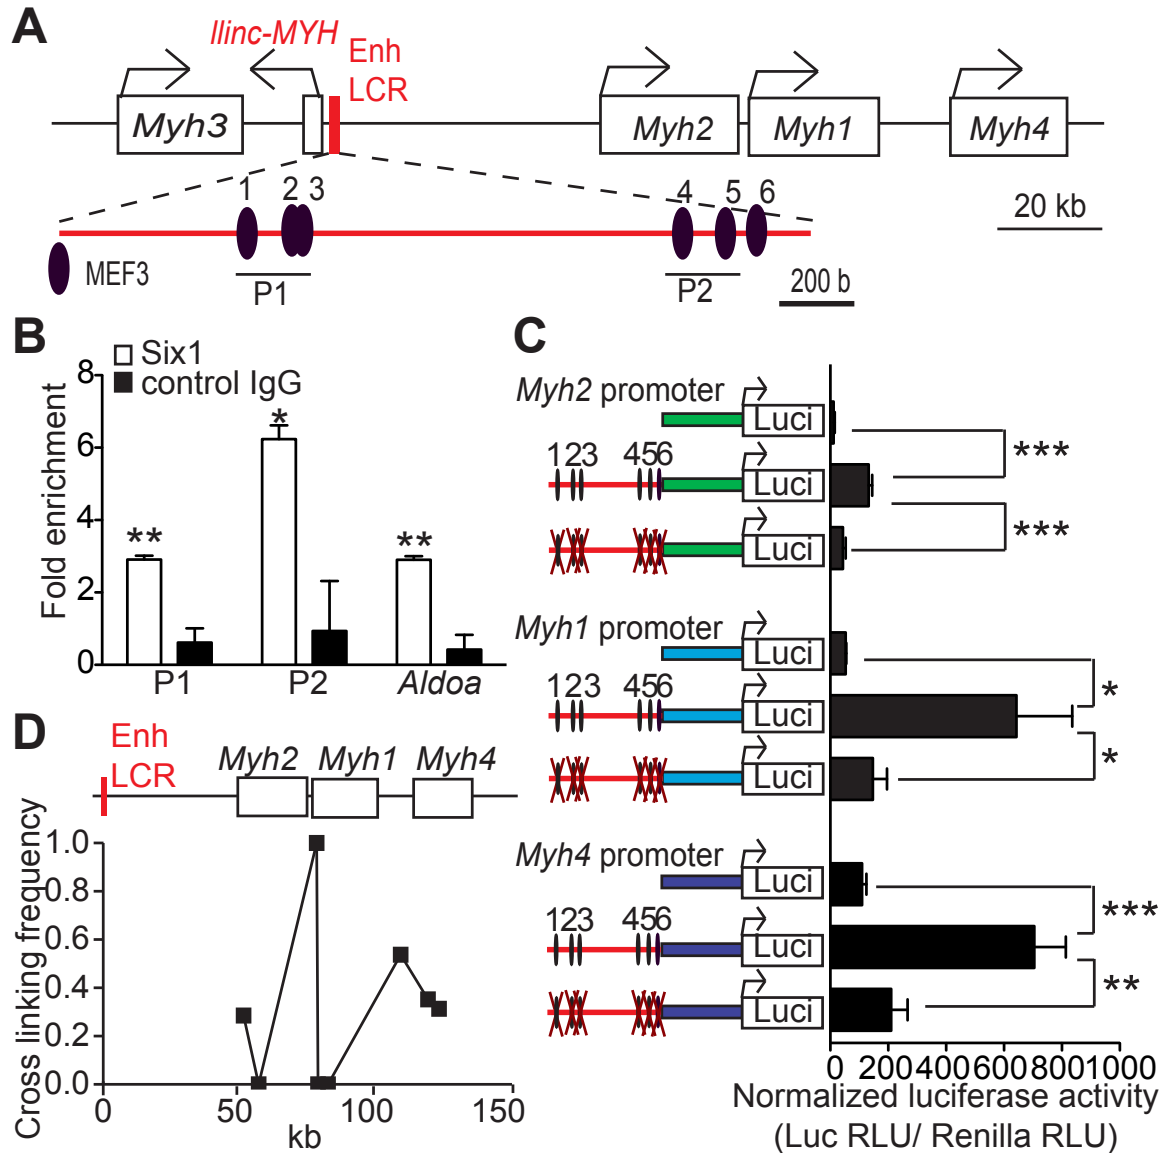 A
llinc-MYH
Enh
LCR
Myh3
Myh2
Myh1
Myh4
1 2 3 4 5 6
20 kb
MEF3
P1
P2
200 b
B
Six1
control IgG
Fold enrichment
8
6
4
2
0
**
*
**
P1
P2
Aldoa
C
Myh2 promoter
Luci
123 456
Luci
Luci
***
***
Myh1 promoter
Luci
123 456
Luci
Luci
*
*
Myh4 promoter
Luci
123 456
Luci
Luci
***
**
0 200 400 600 800 1000
Normalized luciferase activity
(Luc RLU/ Renilla RLU)
D
Enh
LCR
Myh2
Myh1
Myh4
Cross linking frequency
1.0
0.8
0.6
0.4
0.2
0.0
0 50 100 150
kb